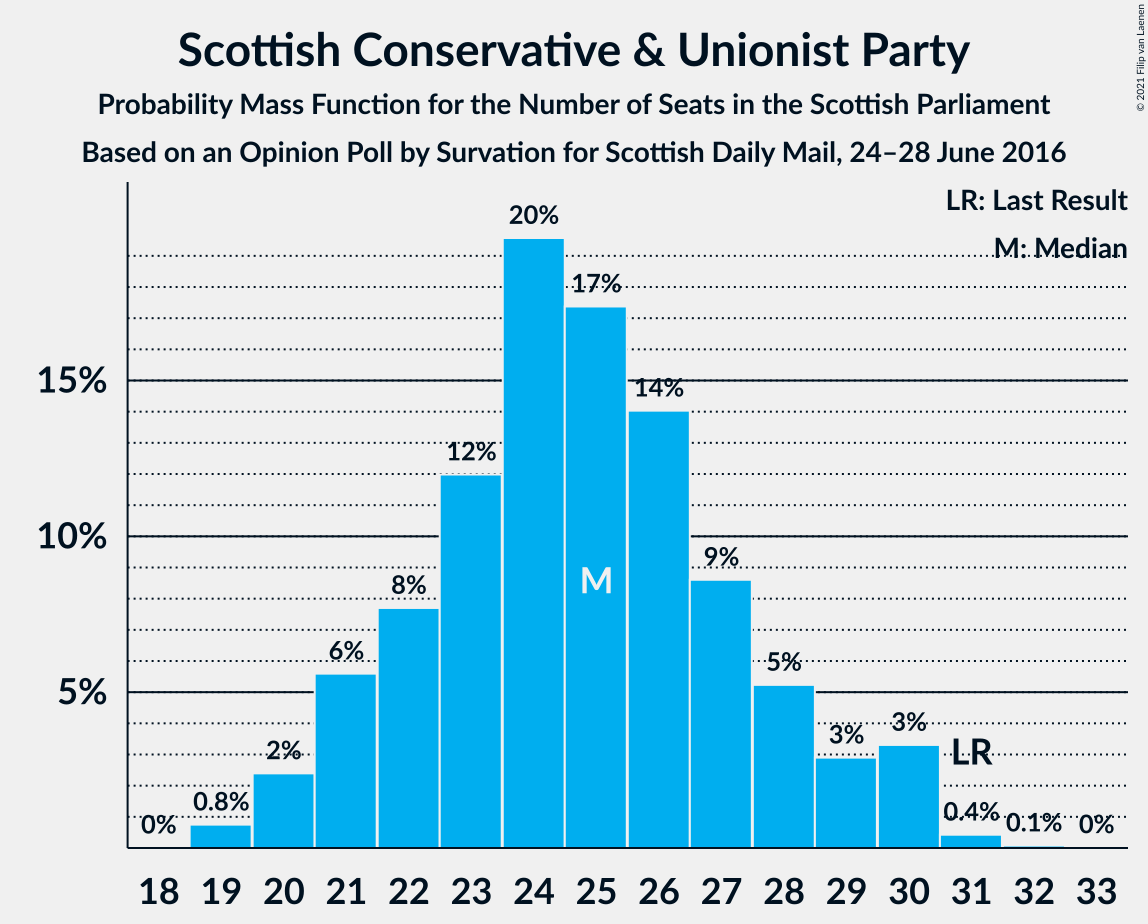 Scottish Conservative & Unionist Party
Probability Mass Function for the Number of Seats in the Scottish Parliament
Based on an Opinion Poll by Survation for Scottish Daily Mail, 24–28 June 2016
© 2021 Filip van Laenen
LR: Last Result
M: Median
20%
17%
15%
14%
12%
10%
9%
8%
M
6%
5%
5%
3%
3%
2%
LR
0.8%
0.4%
0%
0.1%
0%
18 19 20 21 22 23 24 25 26 27 28 29 30 31 32 33